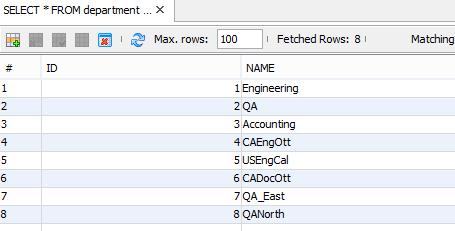 SELECT * FROM department ...
Max. rows: 100 Fetched Rows: 8 Matching
# ID NAME
1 1 Engineering
2 2 QA
3 3 Accounting
4 4 CAEngOtt
5 5 USEngCal
6 6 CADocOtt
7 7 QA_East
8 8 QANorth